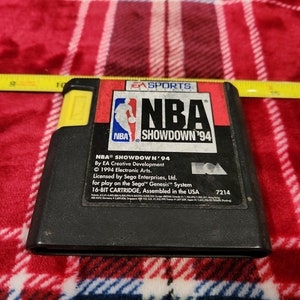 EA SPORTS
NBA
SHOWDOWN '94
NBA
NBA® SHOWDOWN '94
By EA Creative Development
© 1994 Electronic Arts.
Licensed by Sega Enterprises, Ltd.
for play on the Sega™ Genesis™ System
16-BIT CARTRIDGE, Assembled in the USA
7214